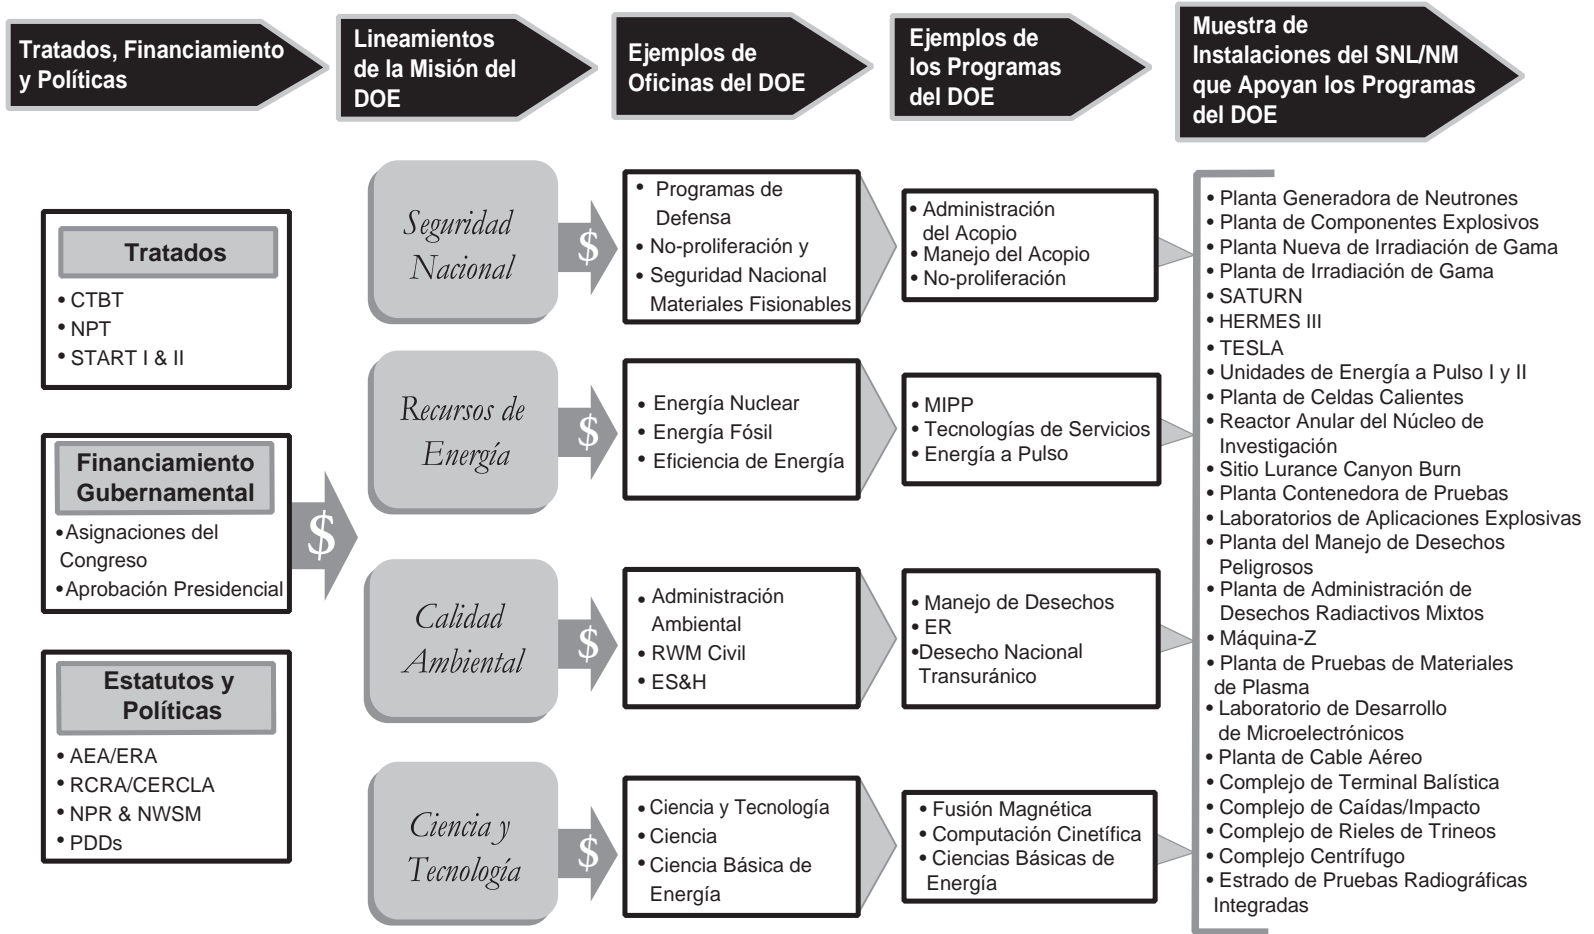 Tratados, Financiamiento
y Políticas
Lineamientos
de la Misión del
DOE
Ejemplos de
Oficinas del DOE
Ejemplos de
los Programas
del DOE
Muestra de
Instalaciones del SNL/NM
que Apoyan los Programas
del DOE
Tratados
• CTBT
• NPT
• START I & II
Financiamiento
Gubernamental
•Asignaciones del
Congreso
•Aprobación Presidencial
$
Estatutos y
Políticas
• AEA/ERA
• RCRA/CERCLA
• NPR & NWSM
• PDDs
Seguridad
Nacional
$
• Programas de
Defensa
• No-proliferación y
• Seguridad Nacional
Materiales Fisionables
• Administración
del Acopio
• Manejo del Acopio
• No-proliferación
Recursos de
Energía
$
• Energía Nuclear
• Energía Fósil
• Eficiencia de Energía
• MIPP
• Tecnologías de Servicios
• Energía a Pulso
Calidad
Ambiental
$
• Administración
Ambiental
• RWM Civil
• ES&H
• Manejo de Desechos
• ER
•Desecho Nacional
Transuránico
Ciencia y
Tecnología
$
• Ciencia y Tecnología
• Ciencia
• Ciencia Básica de
Energía
• Fusión Magnética
• Computación Cinetífica
• Ciencias Básicas de
Energía
• Planta Generadora de Neutrones
• Planta de Componentes Explosivos
• Planta Nueva de Irradiación de Gama
• Planta de Irradiación de Gama
• SATURN
• HERMES III
• TESLA
• Unidades de Energía a Pulso I y II
• Planta de Celdas Calientes
• Reactor Anular del Núcleo de
Investigación
• Sitio Lurance Canyon Burn
• Planta Contenedora de Pruebas
• Laboratorios de Aplicaciones Explosivas
• Planta del Manejo de Desechos
Peligrosos
• Planta de Administración de
Desechos Radiactivos Mixtos
• Máquina-Z
• Planta de Pruebas de Materiales
de Plasma
• Laboratorio de Desarrollo
de Microelectrónicos
• Planta de Cable Aéreo
• Complejo de Terminal Balística
• Complejo de Caídas/Impacto
• Complejo de Rieles de Trineos
• Complejo Centrífugo
• Estrado de Pruebas Radiográficas
Integradas